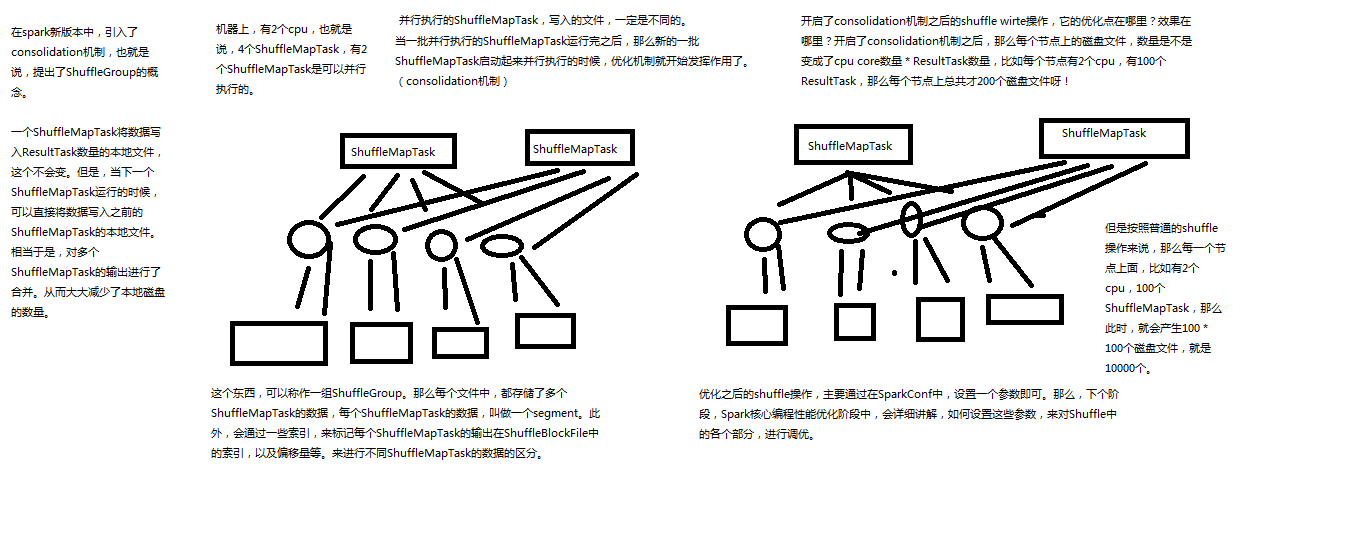 在spark新版本中，引入了
consolidation机制，也就是
说，提出了ShuffleGroup的概
念。
一个ShuffleMapTask将数据写
入ResultTask数量的本地文件，
这个不会变。但是，当下一个
ShuffleMapTask运行的时候，
可以直接将数据写入之前的
ShuffleMapTask的本地文件。
相当于是，对多个
ShuffleMapTask的输出进行了
合并。从而大大减少了本地磁盘
的数量。
机器上，有2个cpu，也就是
说，4个ShuffleMapTask，有2
个ShuffleMapTask是可以并行
执行的。
并行执行的ShuffleMapTask，写入的文件，一定是不同的。
当一批并行执行的ShuffleMapTask运行完之后，那么新的一批
ShuffleMapTask启动起来并行执行的时候，优化机制就开始发挥作用了。
（consolidation机制）
开启了consolidation机制之后的shuffle wirte操作，它的优化点在哪里？效果在
哪里？开启了consolidation机制之后，那么每个节点上的磁盘文件，数量是不是
变成了cpu core数量 * ResultTask数量，比如每个节点有2个cpu，有100个
ResultTask，那么每个节点上总共才200个磁盘文件呀！
ShuffleMapTask
ShuffleMapTask
ShuffleMapTask
ShuffleMapTask
但是按照普通的shuffle
操作来说，那么每一个节
点上面，比如有2个
cpu，100个
ShuffleMapTask，那么
此时，就会产生100 *
100个磁盘文件，就是
10000个。
这个东西，可以称作一组ShuffleGroup。那么每个文件中，都存储了多个
ShuffleMapTask的数据，每个ShuffleMapTask的数据，叫做一个segment。此
外，会通过一些索引，来标记每个ShuffleMapTask的输出在ShuffleBlockFile中
的索引，以及偏移量等。来进行不同ShuffleMapTask的数据的区分。
优化之后的shuffle操作，主要通过在SparkConf中，设置一个参数即可。那么，下个阶
段，Spark核心编程性能优化阶段中，会详细讲解，如何设置这些参数，来对Shuffle中
的各个部分，进行调优。